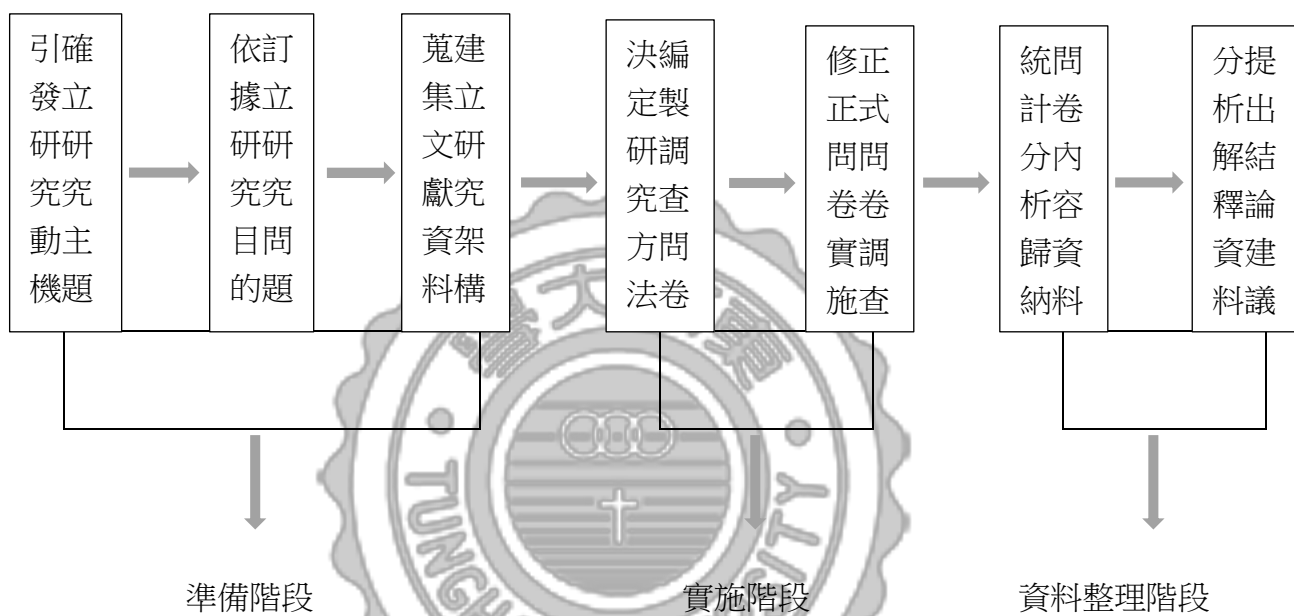 引發研究動機
確立研究主題
依據研究目的
訂立研究問題
蒐集文獻資料
建立研究架構
決定研究方法
編製調查問卷
修正問卷實施
正式問卷調查
統計分析歸納
問卷內容資料
分析解釋資料
提出結論建議
準備階段
實施階段
資料整理階段